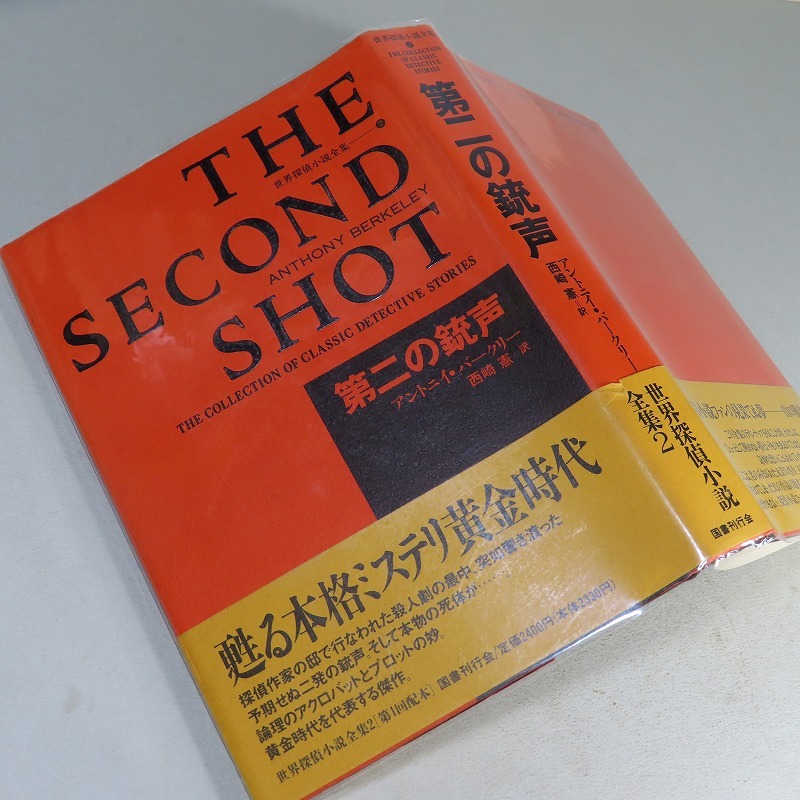 THE
世界探偵小説全集 2
SECOND
ANTHONY BERKELEY
SHOT
THE COLLECTION OF CLASSIC DETECTIVE STORIES
第二の銃声
アントニイ・バークリー
西崎 憲 訳
甦る本格ミステリ黄金時代
探偵作家の邸で行なわれた殺人劇の最中、突如響き渡った
予期せぬ二発の銃声。そして本物の死体が……。
論理のアクロバットとプロットの妙。
黄金時代を代表する傑作。
世界探偵小説全集2[第1回配本] 国書刊行会/定価2400円(本体2330円)
世界探偵小説全集 2
THE COLLECTION
OF CLASSIC
DETECTIVE
STORIES
第二の銃声
アントニイ・バークリー
西崎 憲=訳
世界探偵小説
全集2
国書刊行会